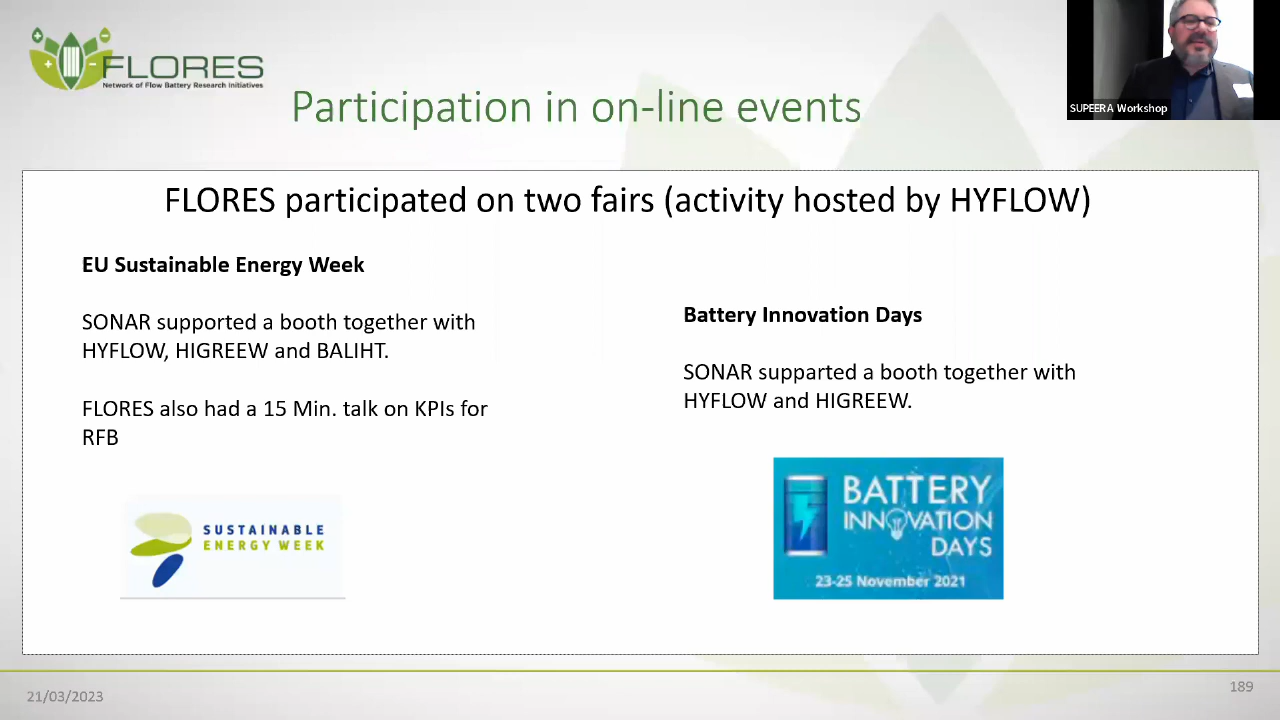 FLORES
Network of Flow Battery Research Initiatives
SUPEERA Workshop
Participation in on-line events
FLORES participated on two fairs (activity hosted by HYFLOW)
EU Sustainable Energy Week
SONAR supported a booth together with
HYFLOW, HIGREEW and BALIHT.
FLORES also had a 15 Min. talk on KPIs for
RFB
SUSTAINABLE
ENERGY WEEK
Battery Innovation Days
SONAR supparted a booth together with
HYFLOW and HIGREEW.
BATTERY
INNOVATION
DAYS
23-25 November 2021
21/03/2023
189